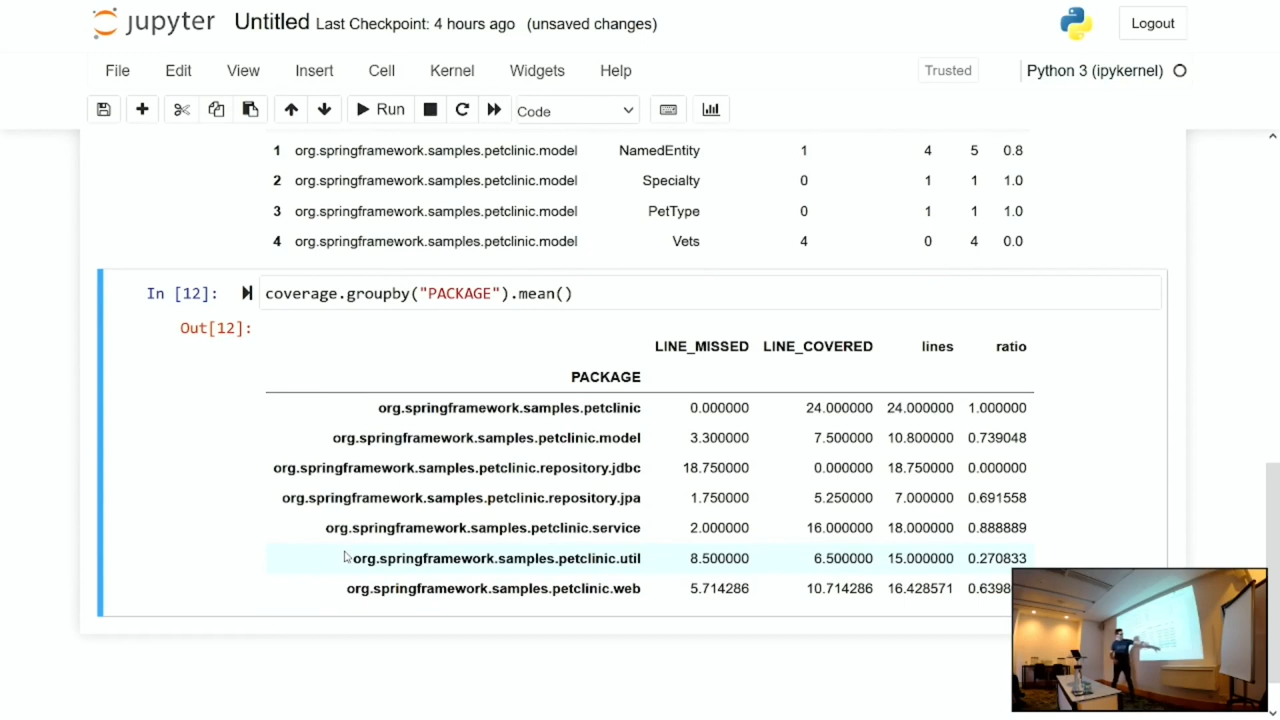 jupyter Untitled Last Checkpoint: 4 hours ago (unsaved changes) Logout
File Edit View Insert Cell Kernel Widgets Help Trusted Python 3 (ipykernel)
Run Code
1 org.springframework.samples.petclinic.model NamedEntity 1 4 5 0.8
2 org.springframework.samples.petclinic.model Specialty 0 1 1 1.0
3 org.springframework.samples.petclinic.model PetType 0 1 1 1.0
4 org.springframework.samples.petclinic.model Vets 4 0 4 0.0
In [12]: coverage.groupby("PACKAGE").mean()
Out[12]:
LINE_MISSED LINE_COVERED lines ratio
PACKAGE
org.springframework.samples.petclinic 0.000000 24.000000 24.000000 1.000000
org.springframework.samples.petclinic.model 3.300000 7.500000 10.800000 0.739048
org.springframework.samples.petclinic.repository.jdbc 18.750000 0.000000 18.750000 0.000000
org.springframework.samples.petclinic.repository.jpa 1.750000 5.250000 7.000000 0.691558
org.springframework.samples.petclinic.service 2.000000 16.000000 18.000000 0.888889
org.springframework.samples.petclinic.util 8.500000 6.500000 15.000000 0.270833
org.springframework.samples.petclinic.web 5.714286 10.714286 16.428571